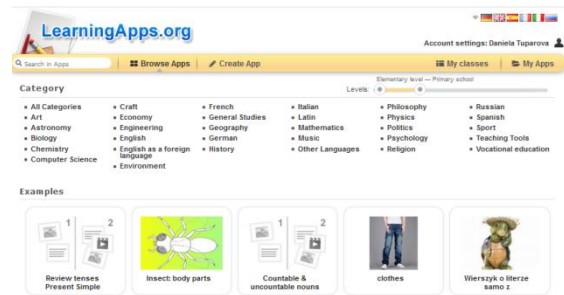 LearningApps.org
Account settings: Daniela Tuparova
Search in Apps
Browse Apps
Create App
My classes
My Apps
Category
Levels:
Elementary level — Primary school
All Categories
Art
Astronomy
Biology
Chemistry
Computer Science
Craft
Economy
Engineering
English
English as a foreign
language
Environment
French
General Studies
Geography
German
History
Italian
Latin
Mathematics
Music
Other Languages
Philosophy
Physics
Politics
Psychology
Religion
Russian
Spanish
Sport
Teaching Tools
Vocational education
Examples
1 2
Review tenses
Present Simple
Insect: body parts
1 2
Countable &
uncountable nouns
clothes
Wierszyk o literze
samo z